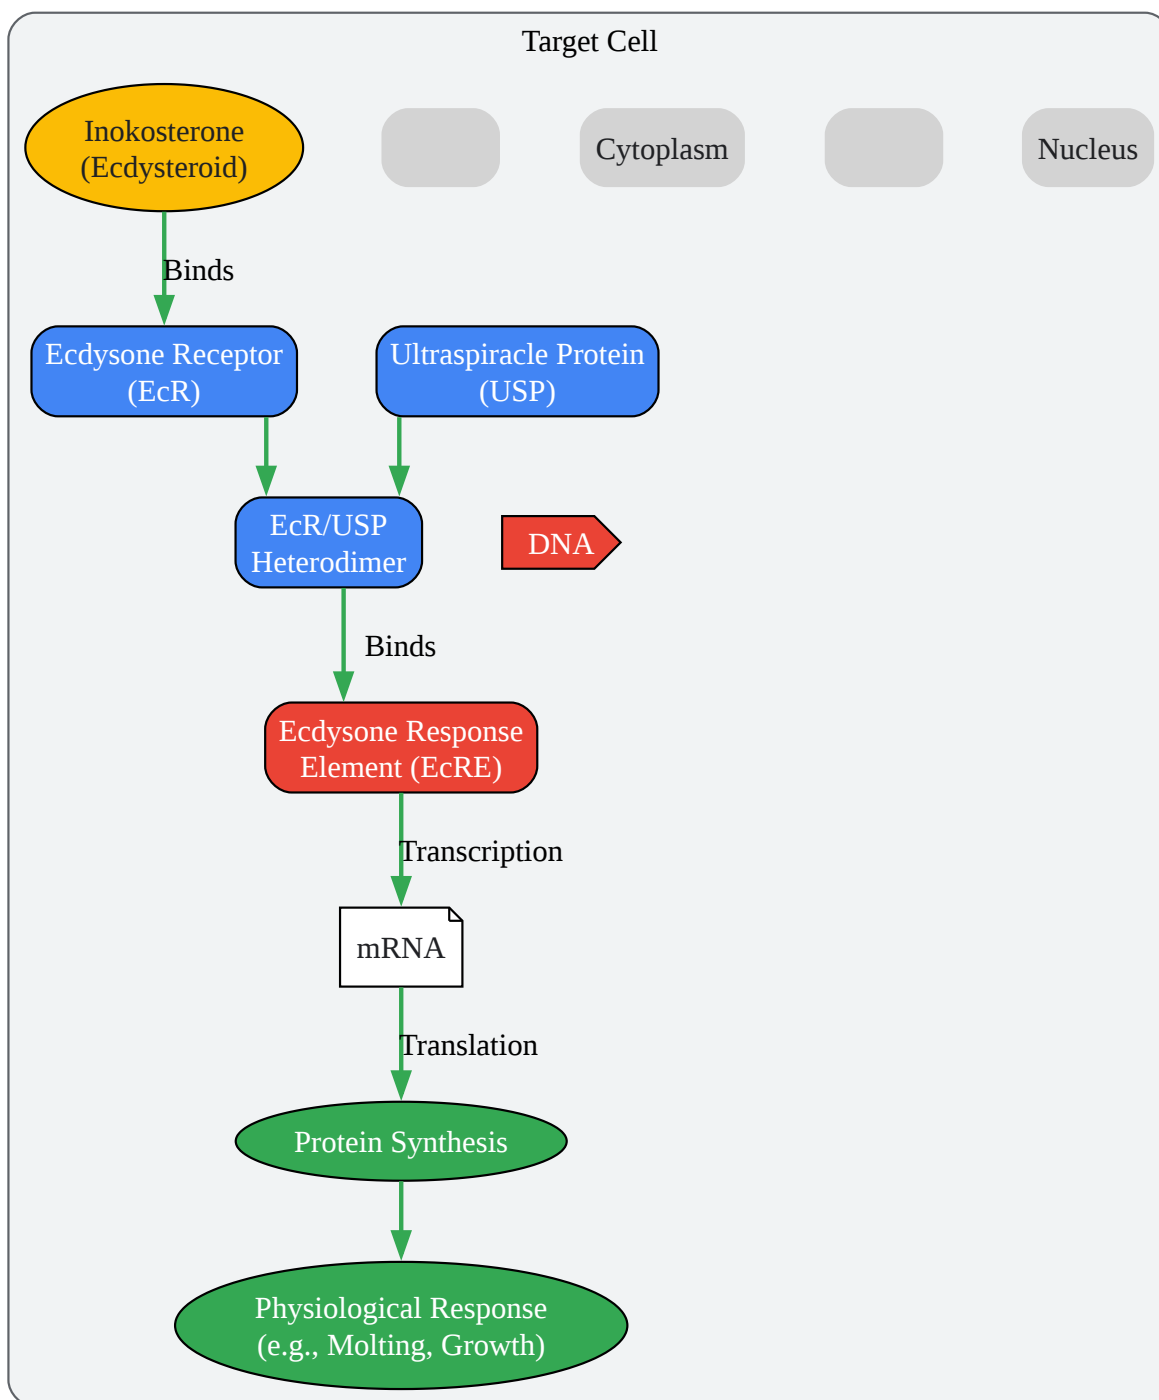 Target Cell
Inokosterone
(Ecdysteroid)
Cytoplasm
Nucleus
Binds
Ecdysone Receptor
(EcR)
Ultraspiracle Protein
(USP)
EcR/USP
Heterodimer
DNA
Binds
Ecdysone Response
Element (EcRE)
Transcription
mRNA
Translation
Protein Synthesis
Physiological Response
(e.g., Molting, Growth)